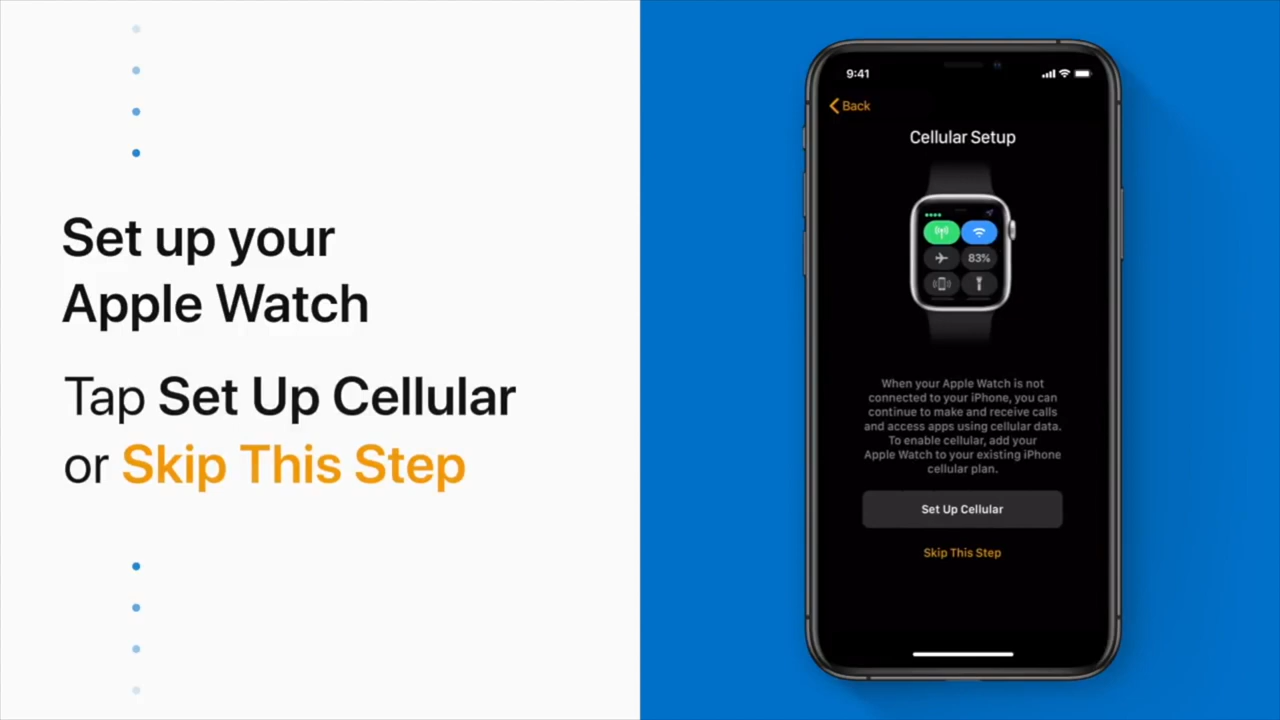 Set up your
Apple Watch
Tap Set Up Cellular
or Skip This Step
9:41
Back
Cellular Setup
83%
When your Apple Watch is not
connected to your iPhone, you can
continue to make and receive calls
and access apps using cellular data.
To enable cellular, add your
Apple Watch to your existing iPhone
cellular plan.
Set Up Cellular
Skip This Step